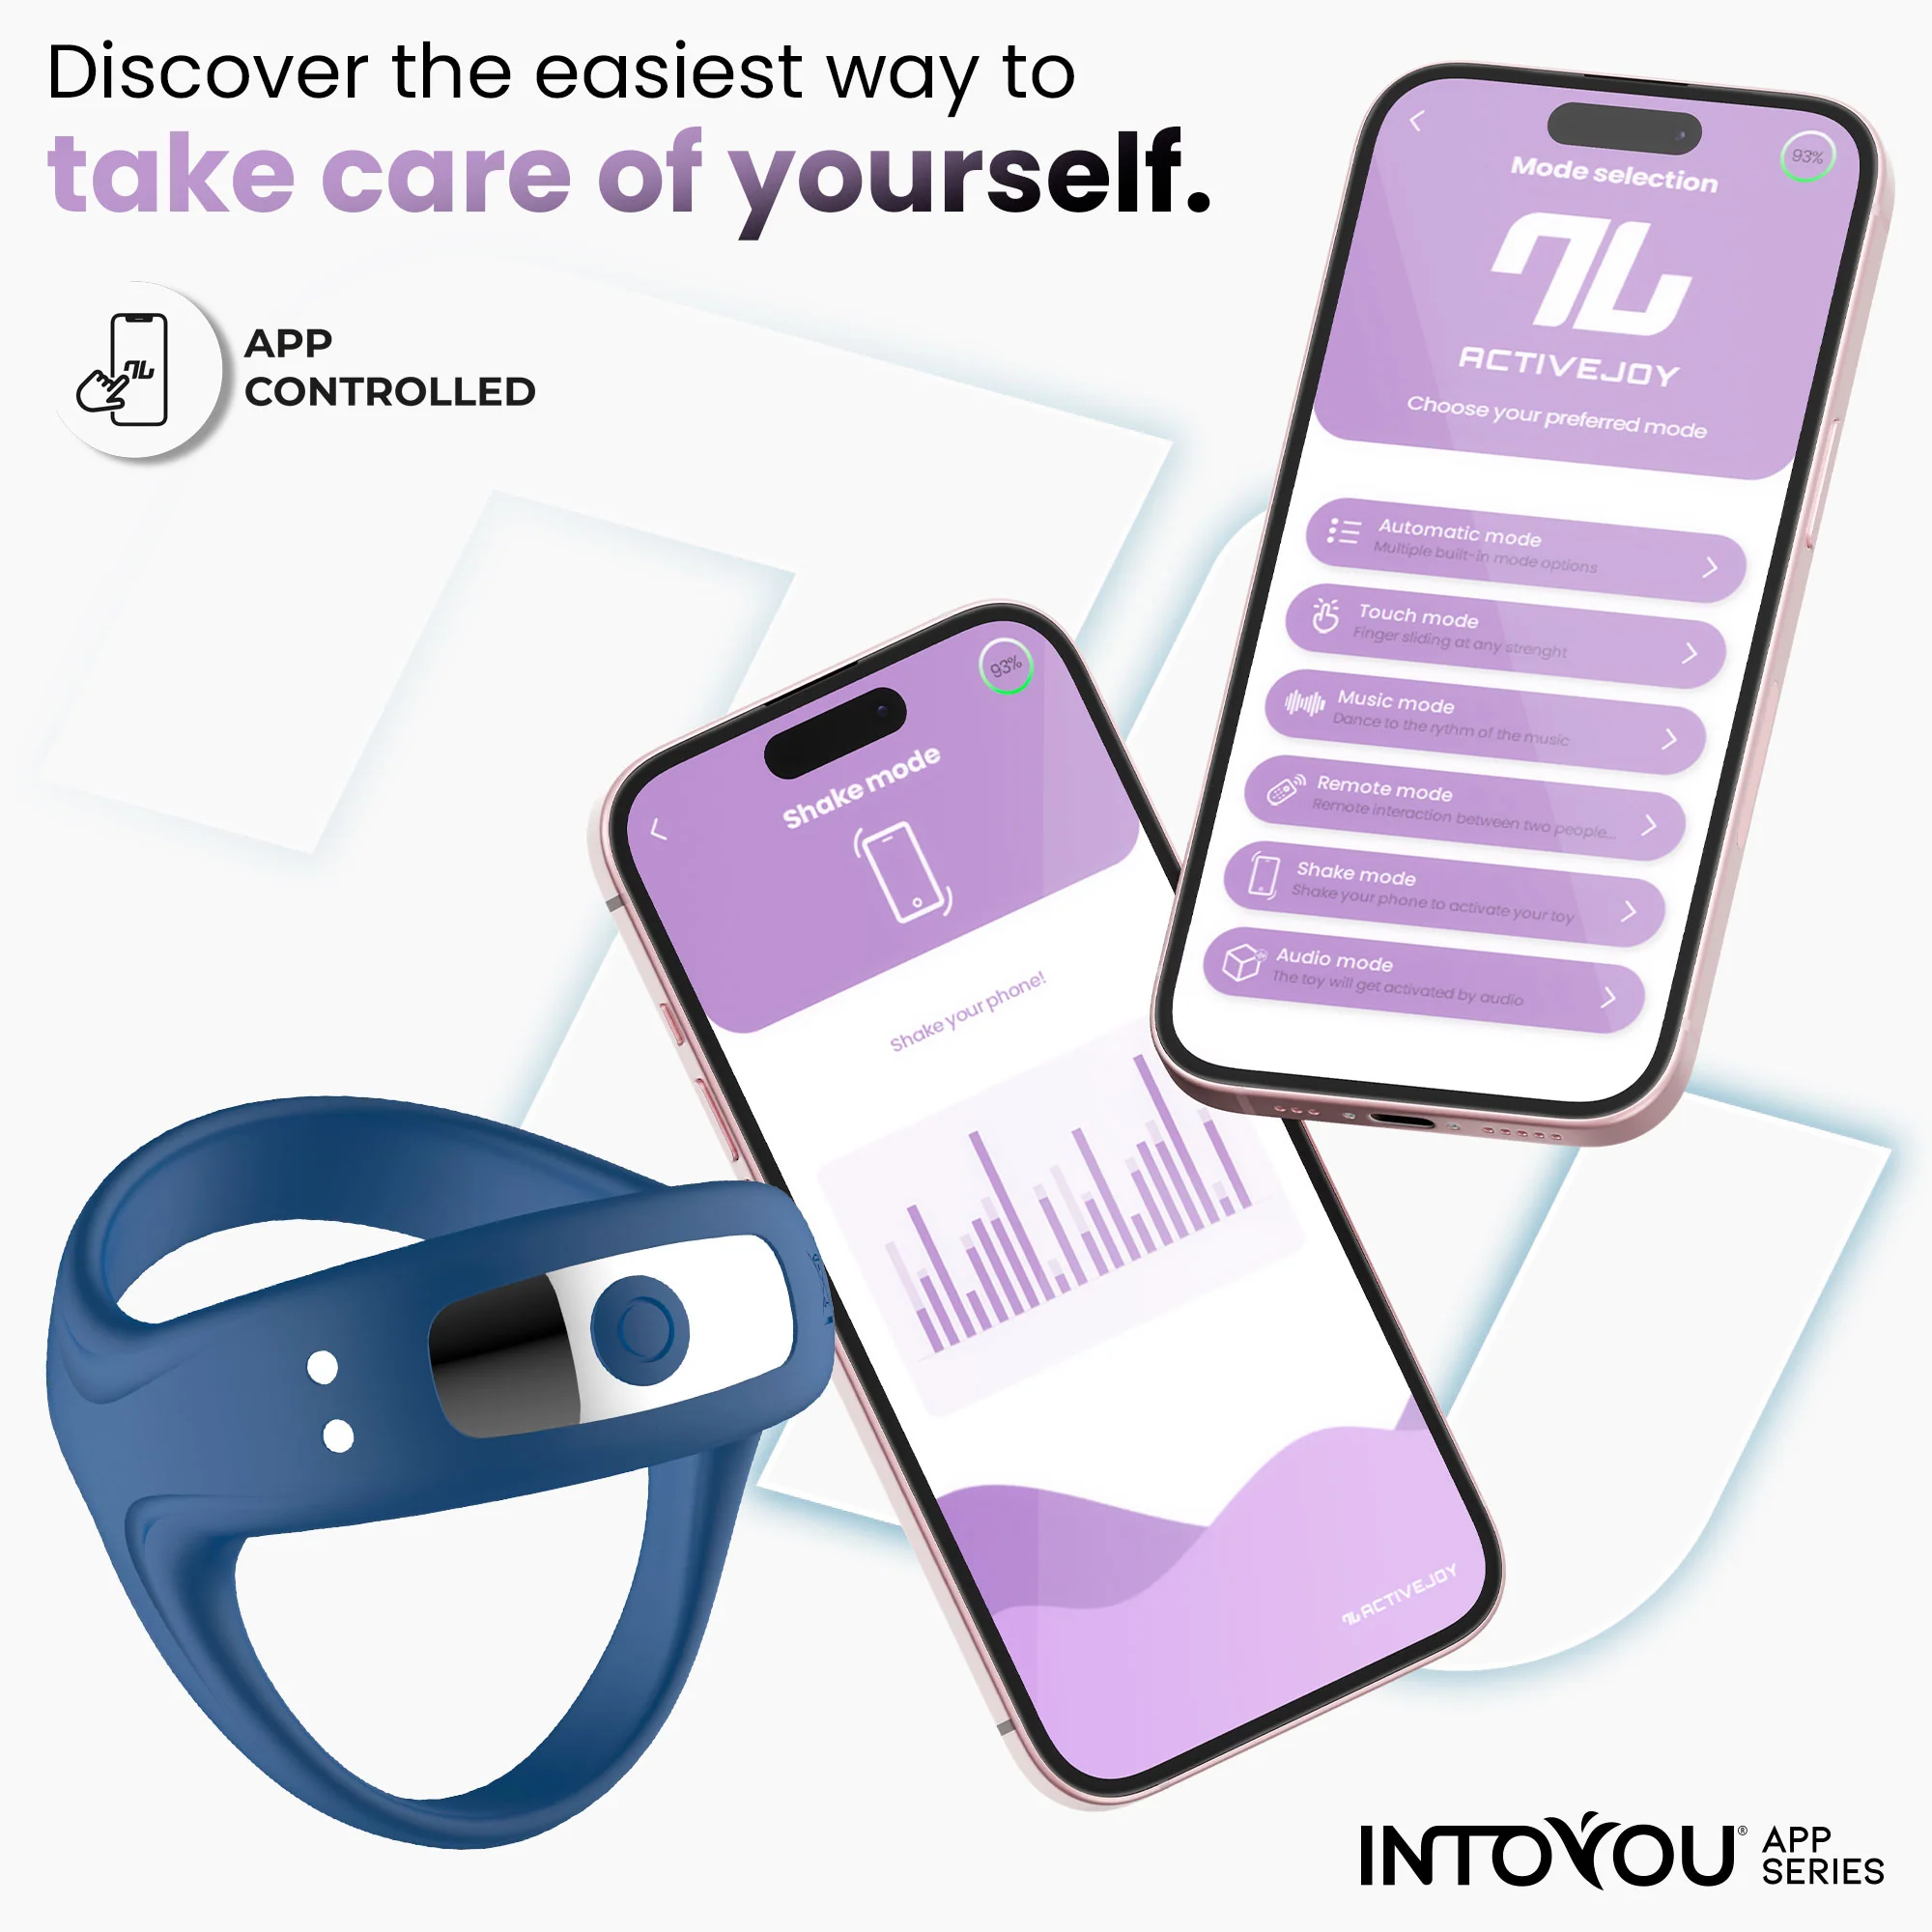 Discover the easiest way to
take care of yourself.
APP
CONTROLLED
93%
Mode selection
ACTIVEJOY
Choose your preferred mode
Automatic mode
Multiple built-in mode options
Touch mode
Finger sliding at any strenght
Music mode
Dance to the rythm of the music
Remote mode
Remote interaction between two people...
Shake mode
Shake your phone to activate your toy
Audio mode
The toy will get activated by audio
93%
Shake mode
Shake your phone!
ACTIVEJOY
INTOYOU® APP
SERIES